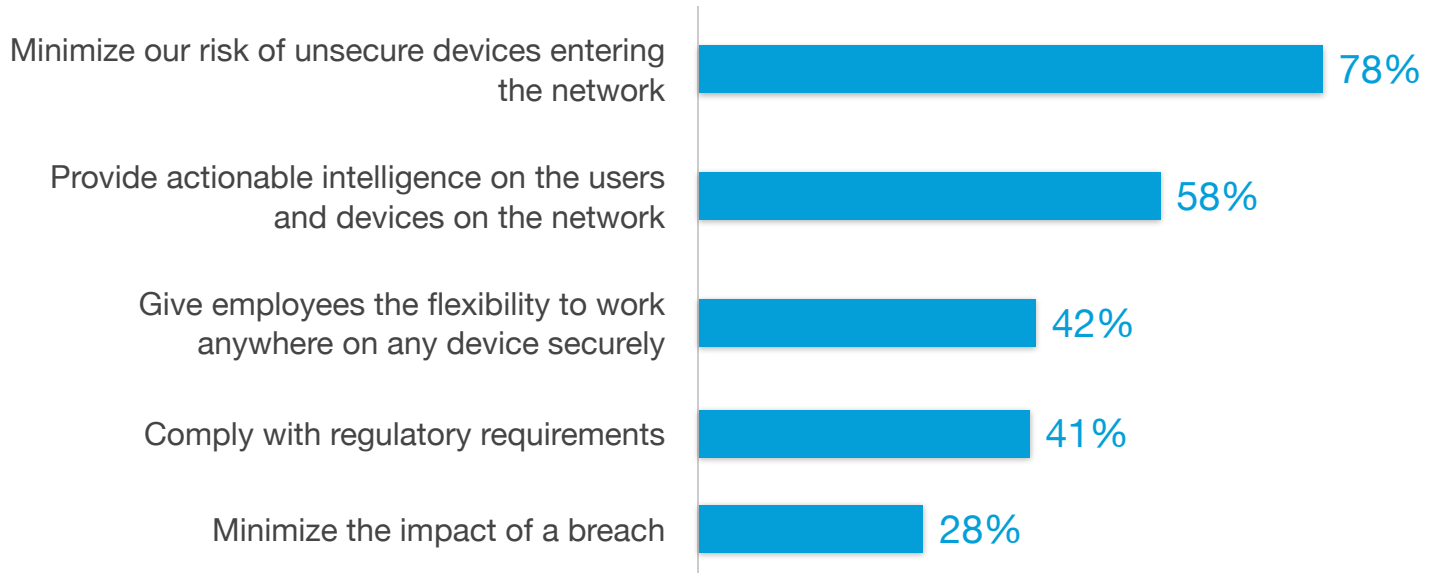 Minimize our risk of unsecure devices entering
the network
78%
Provide actionable intelligence on the users
and devices on the network
58%
Give employees the flexibility to work
anywhere on any device securely
42%
Comply with regulatory requirements
41%
Minimize the impact of a breach
28%